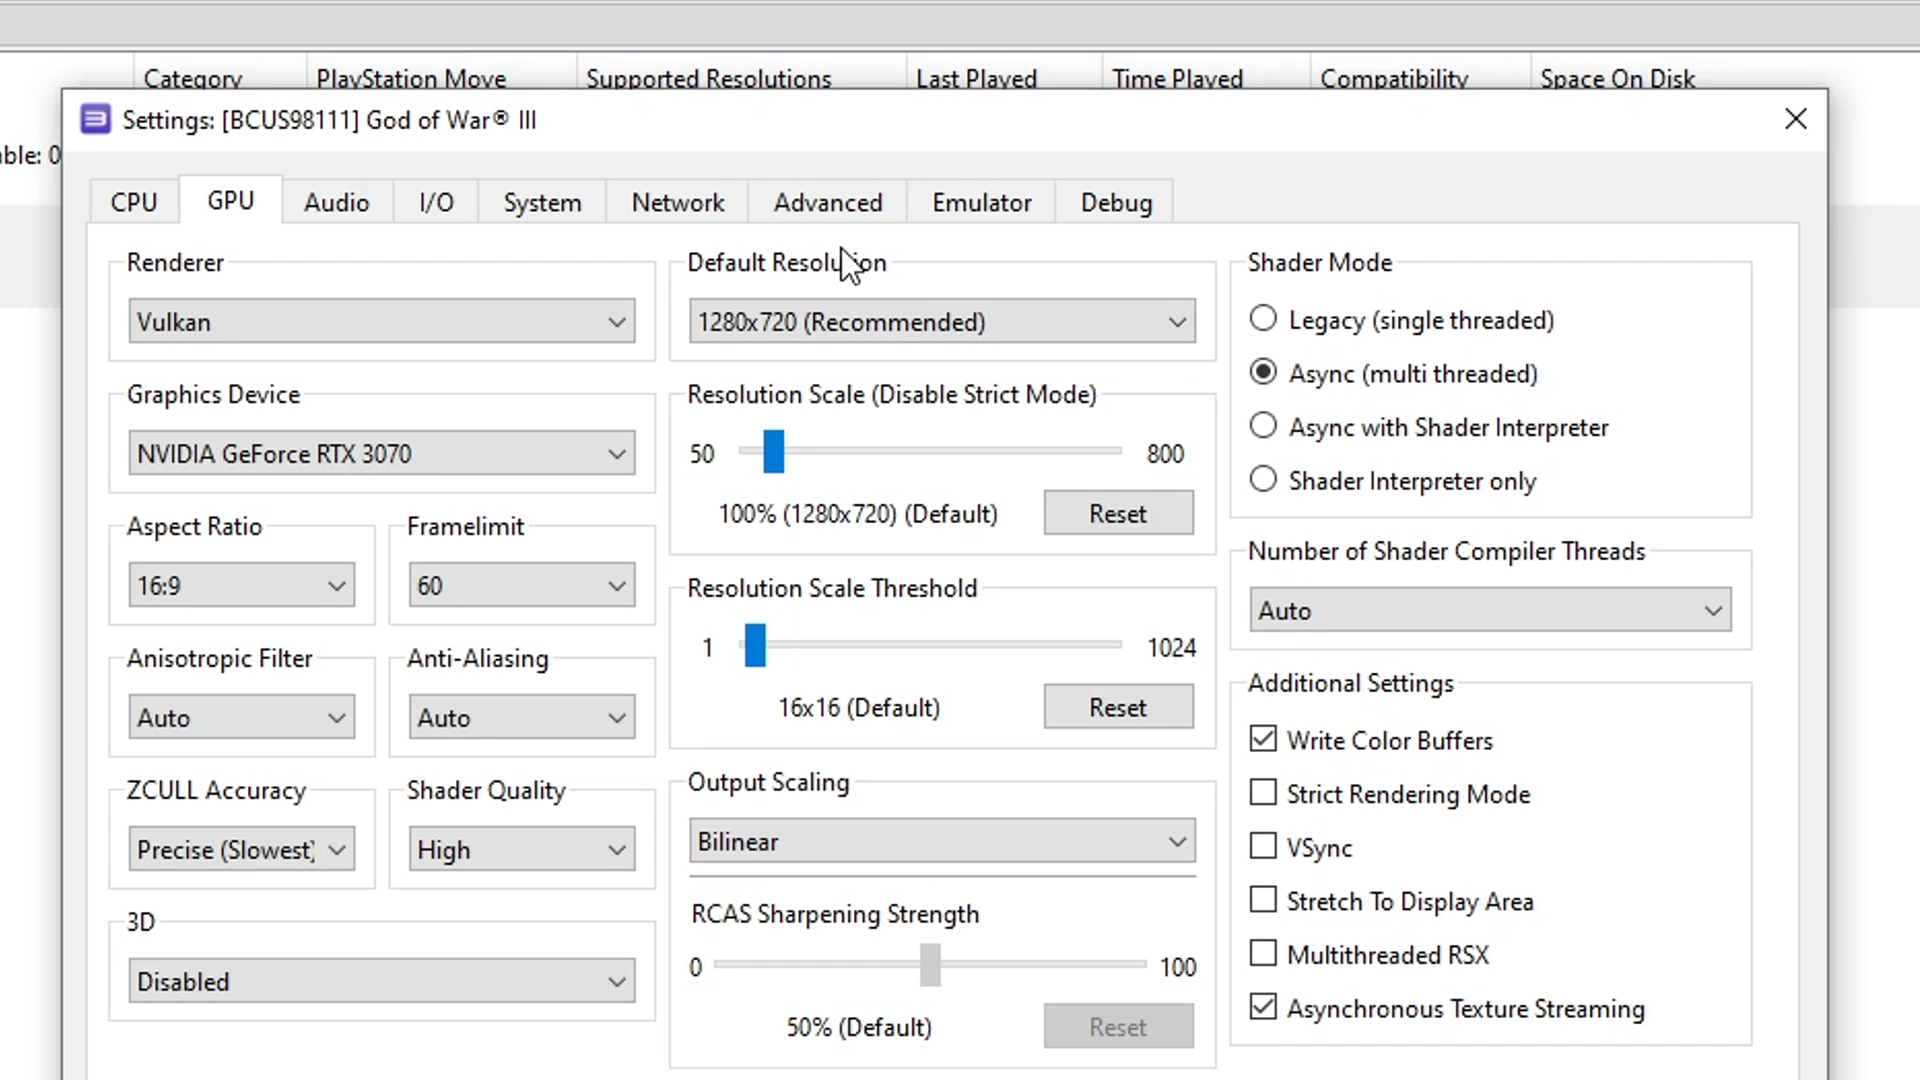 Category PlayStation Move Supported Resolutions Last Played Time Played Compatibility Space On Disk
Settings: [BCUS98111] God of War® III
able: 0
CPU GPU Audio I/O System Network Advanced Emulator Debug
Renderer
Vulkan
Graphics Device
NVIDIA GeForce RTX 3070
Aspect Ratio
16:9
Framelimit
60
Anisotropic Filter
Auto
Anti-Aliasing
Auto
ZCULL Accuracy
Precise (Slowest)
Shader Quality
High
3D
Disabled
Default Resolution
1280x720 (Recommended)
Resolution Scale (Disable Strict Mode)
50 800
100% (1280x720) (Default) Reset
Resolution Scale Threshold
1 1024
16x16 (Default) Reset
Output Scaling
Bilinear
RCAS Sharpening Strength
0 100
50% (Default) Reset
Shader Mode
Legacy (single threaded)
Async (multi threaded)
Async with Shader Interpreter
Shader Interpreter only
Number of Shader Compiler Threads
Auto
Additional Settings
Write Color Buffers
Strict Rendering Mode
VSync
Stretch To Display Area
Multithreaded RSX
Asynchronous Texture Streaming